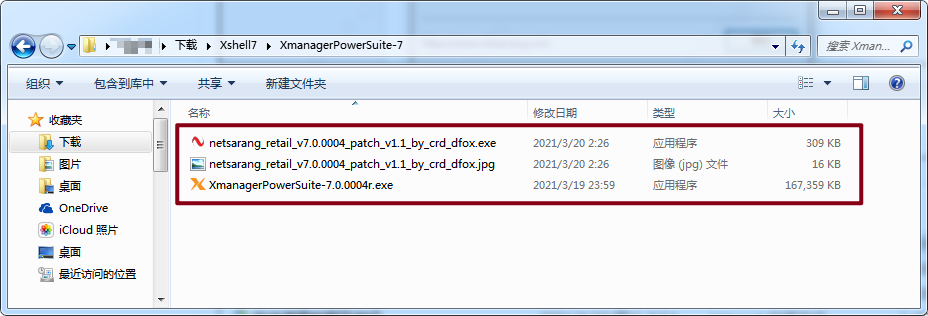 下载 Xshell7 XmanagerPowerSuite-7 搜索 Xman...
组织 包含到库中 共享 新建文件夹
收藏夹
下载
图片
桌面
OneDrive
iCloud 照片
桌面
最近访问的位置
名称 修改日期 类型 大小
netsarang_retail_v7.0.0004_patch_v1.1_by_crd_dfox.exe 2021/3/20 2:26 应用程序 309 KB
netsarang_retail_v7.0.0004_patch_v1.1_by_crd_dfox.jpg 2021/3/20 2:26 图像 (jpg) 文件 16 KB
XmanagerPowerSuite-7.0.0004r.exe 2021/3/19 23:59 应用程序 167,359 KB